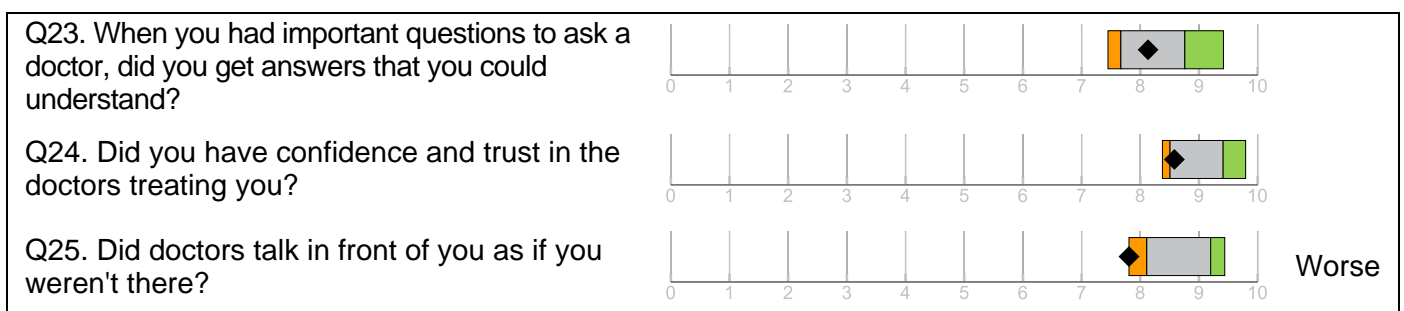 Q23. When you had important questions to ask a
doctor, did you get answers that you could
understand?
0 1 2 3 4 5 6 7 8 9 10
Q24. Did you have confidence and trust in the
doctors treating you?
0 1 2 3 4 5 6 7 8 9 10
Q25. Did doctors talk in front of you as if you
weren't there?
0 1 2 3 4 5 6 7 8 9 10
Worse